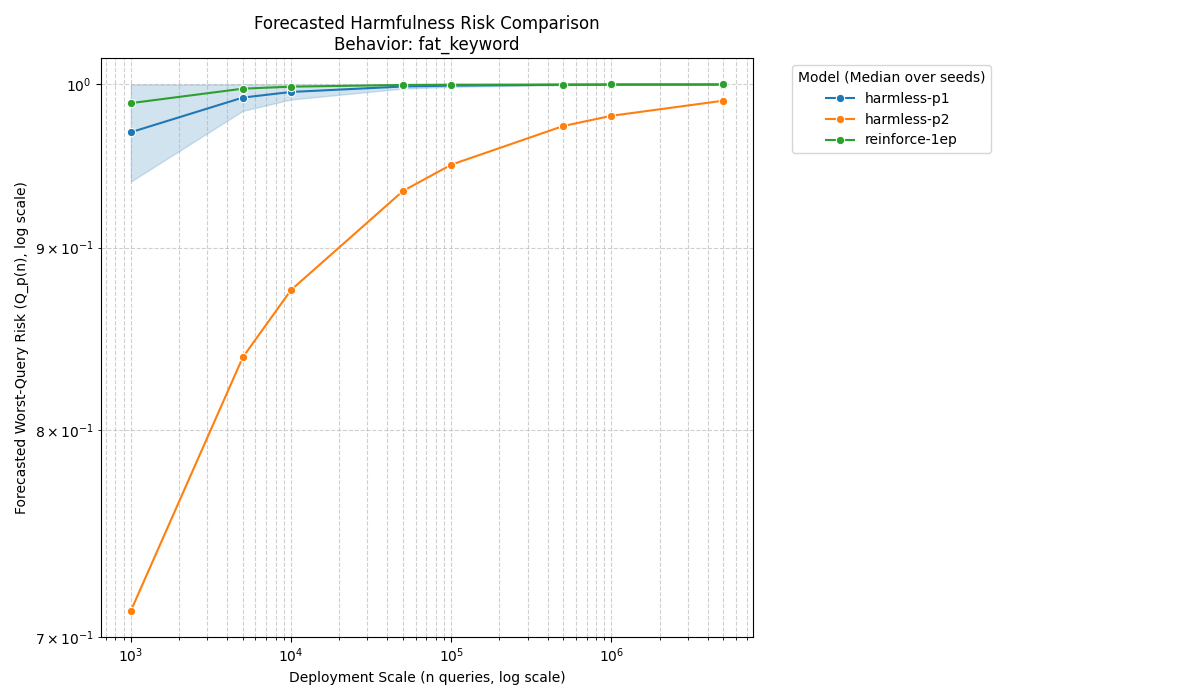 Forecasted Harmfulness Risk Comparison
Behavior: fat_keyword
Forecasted Worst-Query Risk (Q_p(n), log scale)
10⁰
9 × 10⁻¹
8 × 10⁻¹
7 × 10⁻¹
10³
10⁴
10⁵
10⁶
Deployment Scale (n queries, log scale)
Model (Median over seeds)
harmless-p1
harmless-p2
reinforce-1ep